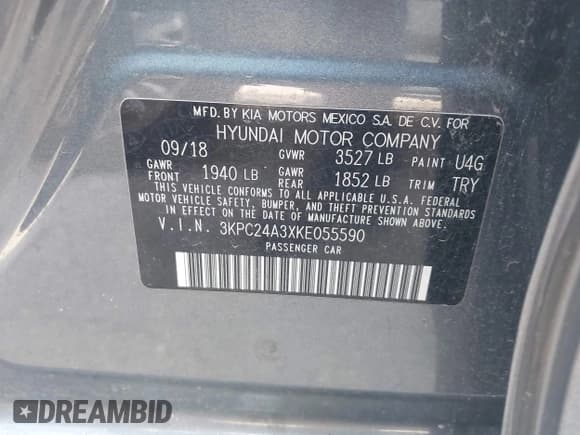 MFD. BY KIA MOTORS MEXICO S.A. DE C.V. FOR
HYUNDAI MOTOR COMPANY
09/18 GVWR 3527 LB PAINT U4G
GAWR FRONT 1940 LB GAWR REAR 1852 LB TRIM TRY
THIS VEHICLE CONFORMS TO ALL APPLICABLE U.S.A. FEDERAL
MOTOR VEHICLE SAFETY, BUMPER, AND THEFT PREVENTION STANDARDS
IN EFFECT ON THE DATE OF MANUFACTURE SHOWN ABOVE.
V.I.N. 3KPC24A3XKE055590
PASSENGER CAR
DREAMBID